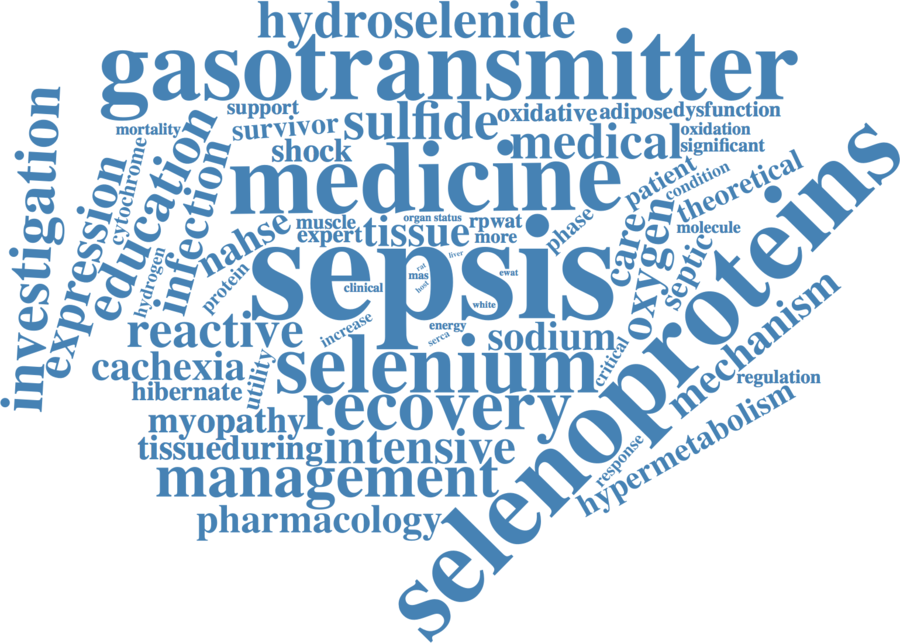 hydroselenide
gasotransmitter
support
oxidative
adipose
dysfunction
mortality
survivor
sulfide
medical
oxidation
significant
shock
medicine
investigation
expression
cytochrome
education
hydrogen
infection
nahse
protein
muscle
organ status
rpwat
expert
tissue
more
phase
patient
condition
theoretical
care
oxygen
molecule
septic
sepsis
liver
rat
mas
host
ewat
clinical
white
reactive
increase
energy
serca
sodium
cachexia
utility
selenium
critical
mechanism
selenoproteins
regulation
hibernate
recovery
myopathy
tissueduring
intensive
response
hypermetabolism
management
pharmacology